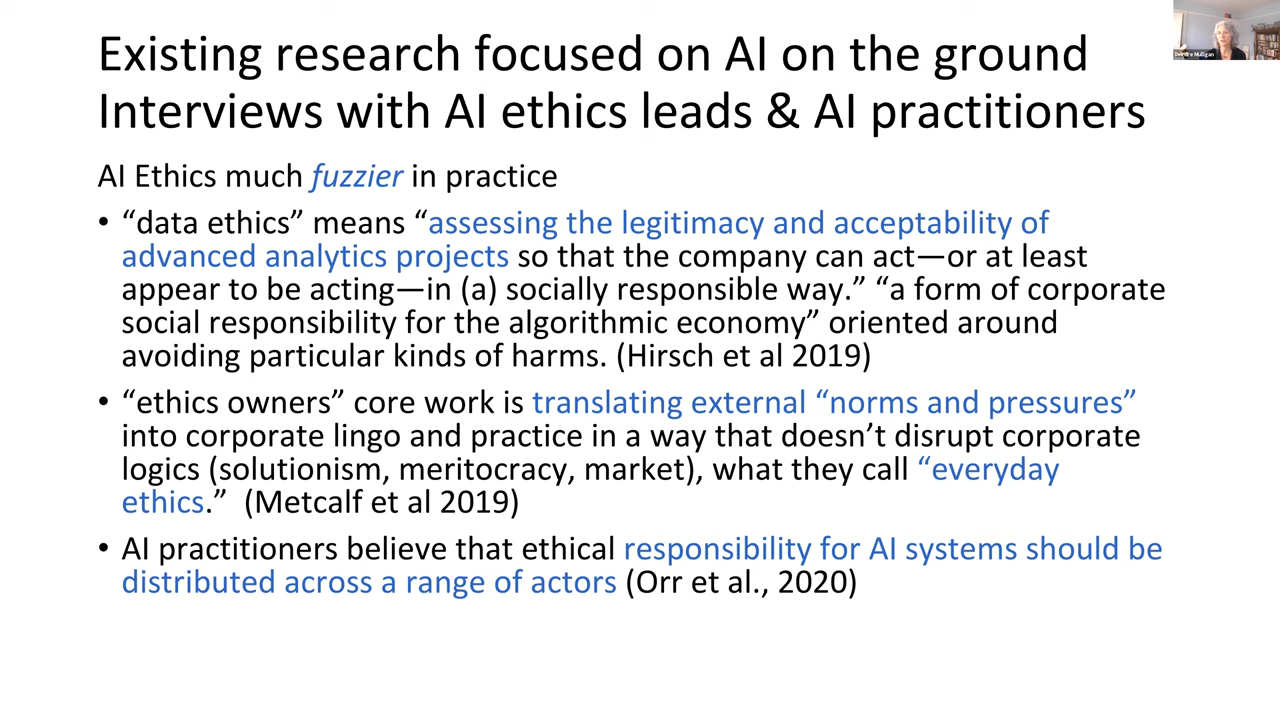 Existing research focused on AI on the ground
Interviews with AI ethics leads & AI practitioners
Deirdre Mulligan
AI Ethics much fuzzier in practice
• “data ethics” means “assessing the legitimacy and acceptability of
advanced analytics projects so that the company can act—or at least
appear to be acting—in (a) socially responsible way.” “a form of corporate
social responsibility for the algorithmic economy” oriented around
avoiding particular kinds of harms. (Hirsch et al 2019)
• “ethics owners” core work is translating external “norms and pressures”
into corporate lingo and practice in a way that doesn’t disrupt corporate
logics (solutionism, meritocracy, market), what they call “everyday
ethics.” (Metcalf et al 2019)
• AI practitioners believe that ethical responsibility for AI systems should be
distributed across a range of actors (Orr et al., 2020)